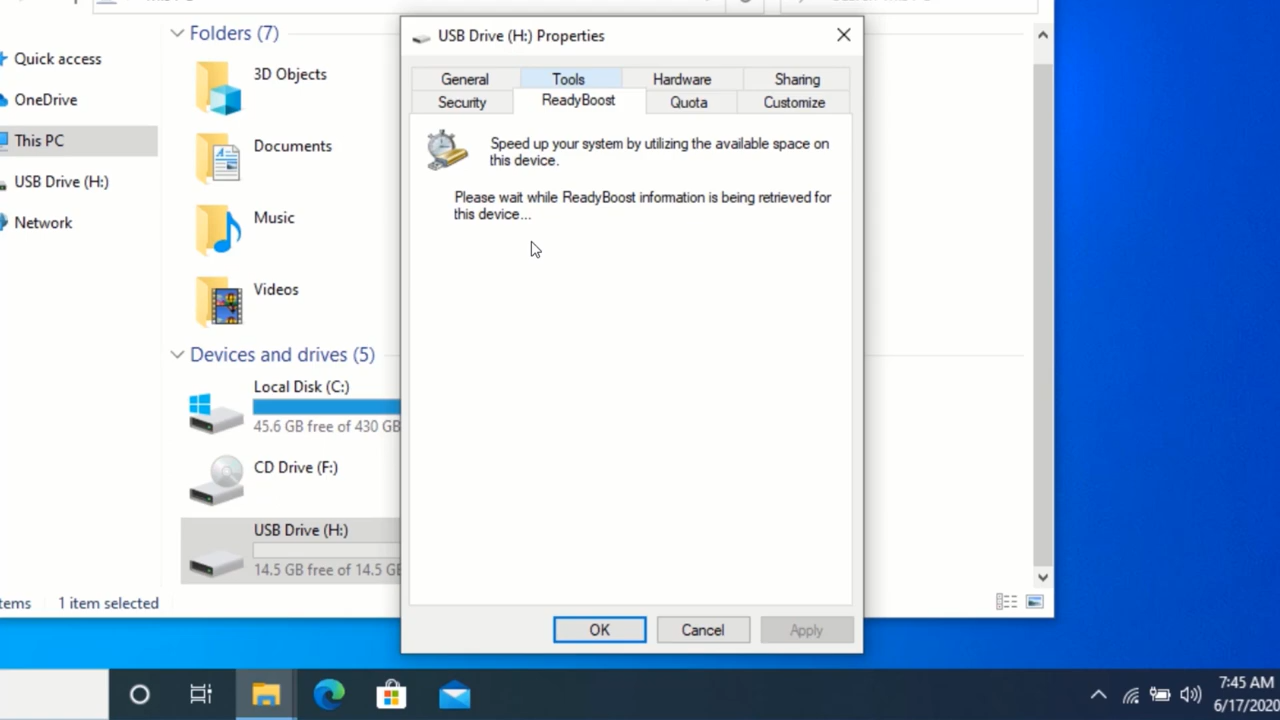 USB Drive (H:) Properties
General
Tools
Hardware
Sharing
Security
ReadyBoost
Quota
Customize
Speed up your system by utilizing the available space on
this device.
Please wait while ReadyBoost information is being retrieved for
this device...
OK
Cancel
Apply
Quick access
OneDrive
This PC
USB Drive (H:)
Network
Folders (7)
3D Objects
Documents
Music
Videos
Devices and drives (5)
Local Disk (C:)
45.6 GB free of 430 GB
CD Drive (F:)
USB Drive (H:)
14.5 GB free of 14.5 GB
1 item selected
7:45 AM
6/17/2020